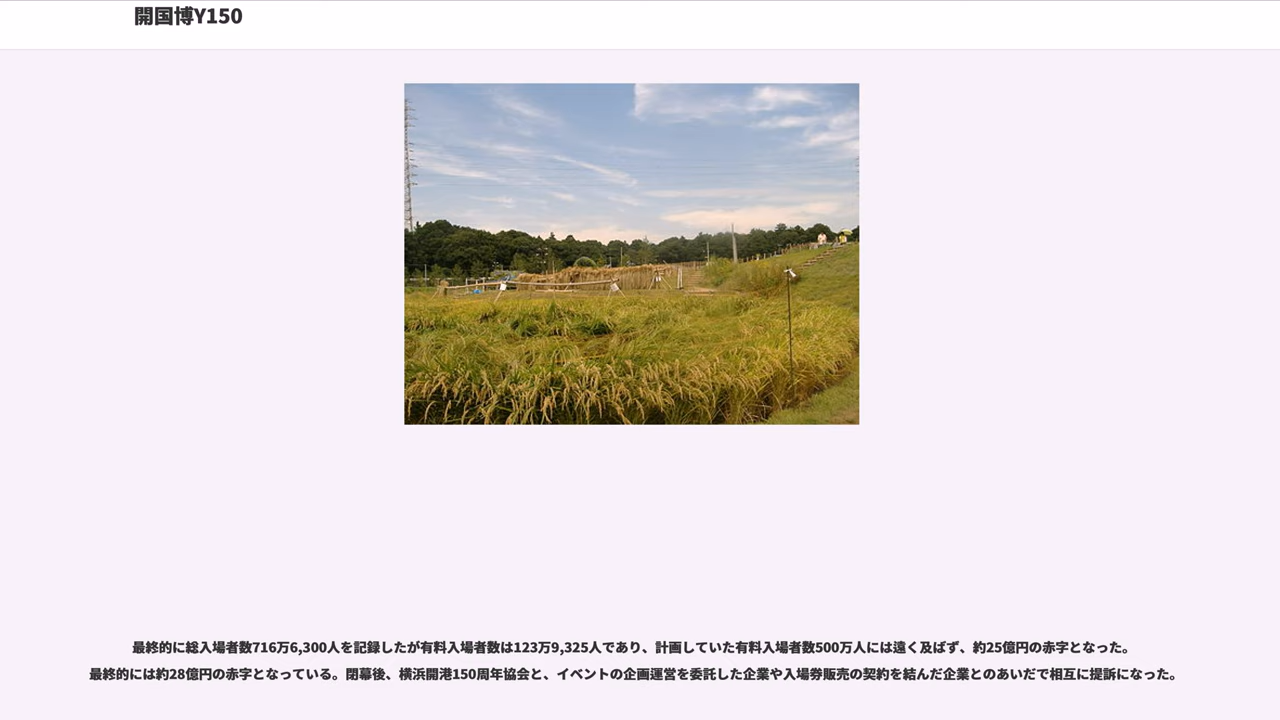 開国博Y150
最終的に総入場者数716万6,300人を記録したが有料入場者数は123万9,325人であり、計画していた有料入場者数500万人には遠く及ばず、約25億円の赤字となった。
最終的には約28億円の赤字となっている。閉幕後、横浜開港150周年協会と、イベントの企画運営を委託した企業や入場券販売の契約を結んだ企業とのあいだで相互に提訴になった。